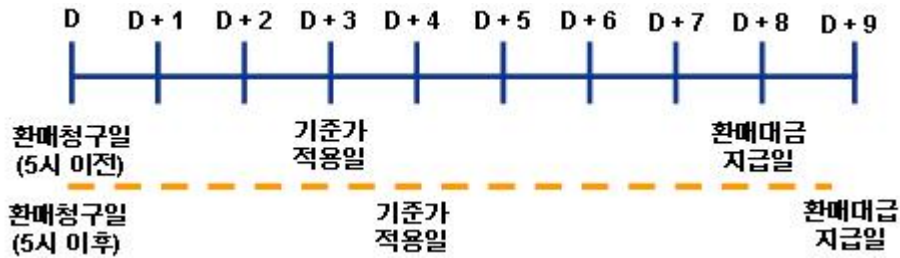 D D + 1 D + 2 D + 3 D + 4 D + 5 D + 6 D + 7 D + 8 D + 9
환매청구일 기준가 환매대금
(5시 이전) 적용일 지급일
환매청구일 기준가 환매대급
(5시 이후) 적용일 지급일